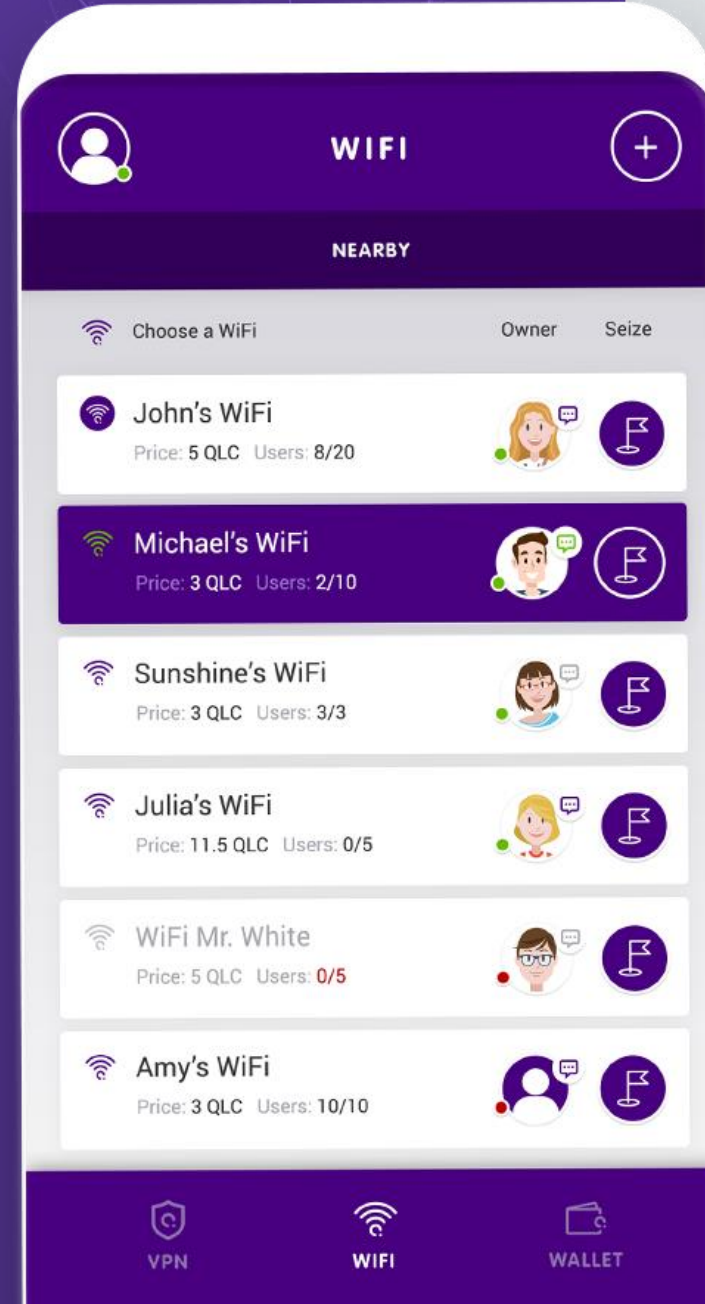 WIFI
NEARBY
Choose a WiFi Owner Seize
John's WiFi
Price: 5 QLC Users: 8/20
Michael's WiFi
Price: 3 QLC Users: 2/10
Sunshine's WiFi
Price: 3 QLC Users: 3/3
Julia's WiFi
Price: 11.5 QLC Users: 0/5
WiFi Mr. White
Price: 5 QLC Users: 0/5
Amy's WiFi
Price: 3 QLC Users: 10/10
VPN WIFI WALLET